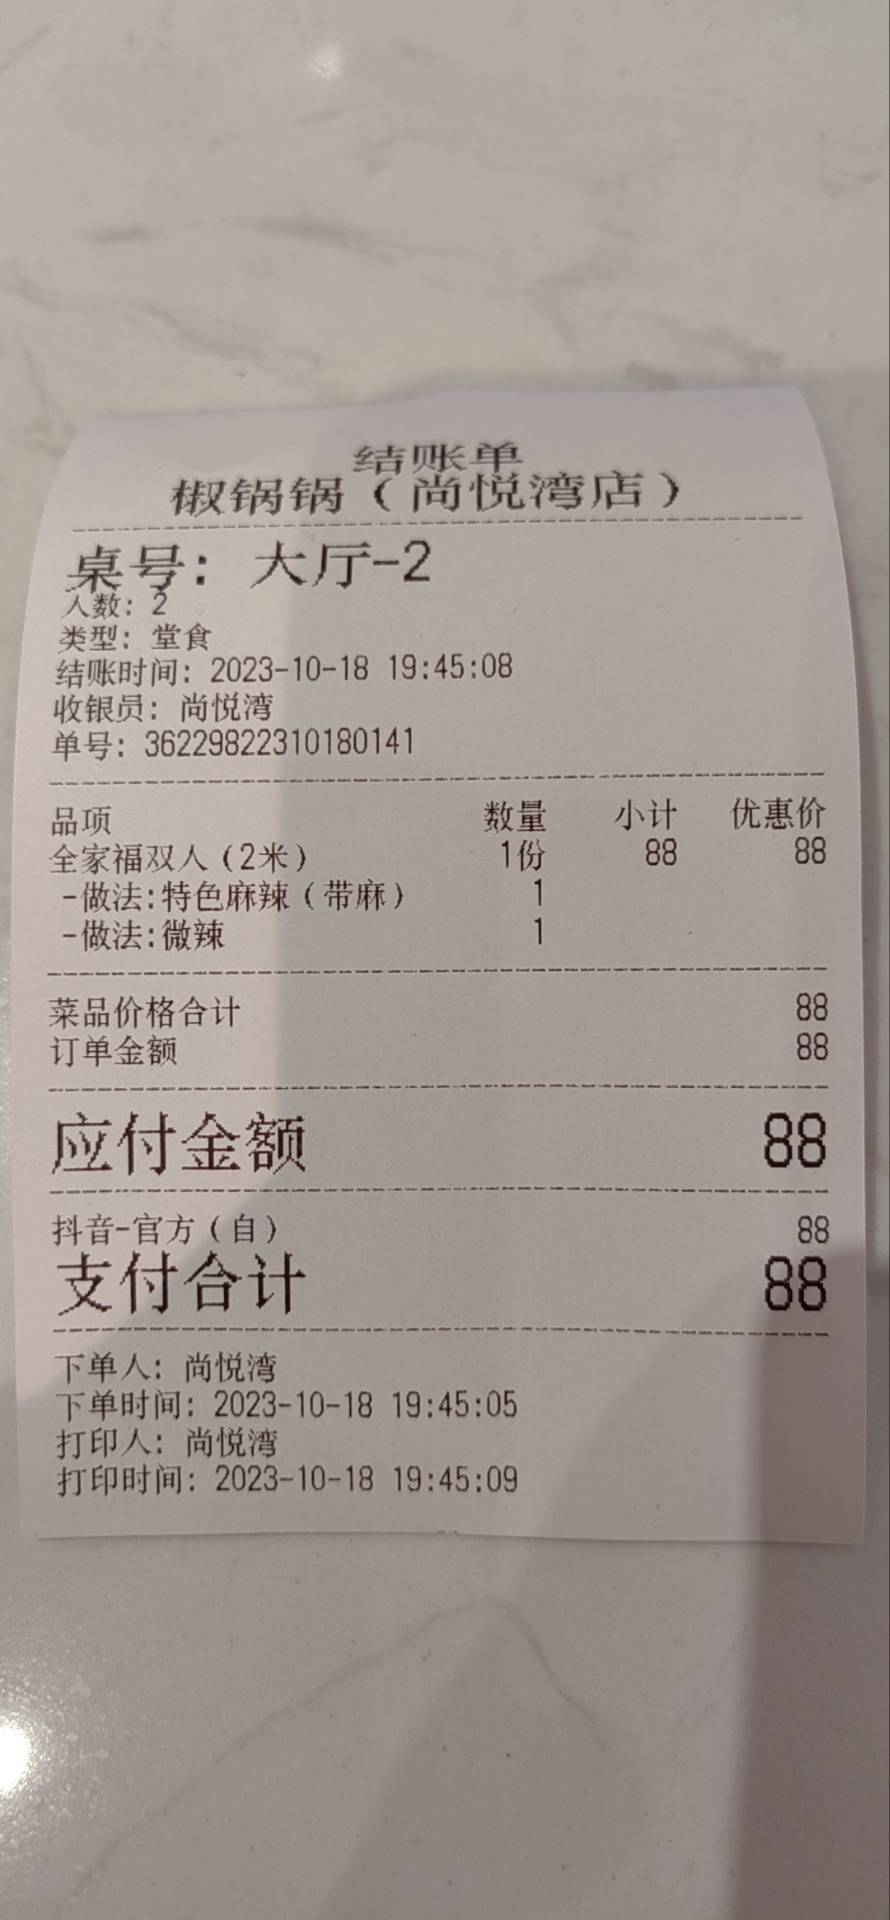 结账单
椒锅锅（尚悦湾店）
桌号: 大厅-2
人数: 2
类型: 堂食
结账时间: 2023-10-18 19:45:08
收银员: 尚悦湾
单号: 36229822310180141
品项 数量 小计 优惠价
全家福双人（2米） 1份 88 88
-做法:特色麻辣（带麻） 1
-做法:微辣 1
菜品价格合计 88
订单金额 88
应付金额 88
抖音-官方（自） 88
支付合计 88
下单人: 尚悦湾
下单时间: 2023-10-18 19:45:05
打印人: 尚悦湾
打印时间: 2023-10-18 19:45:09